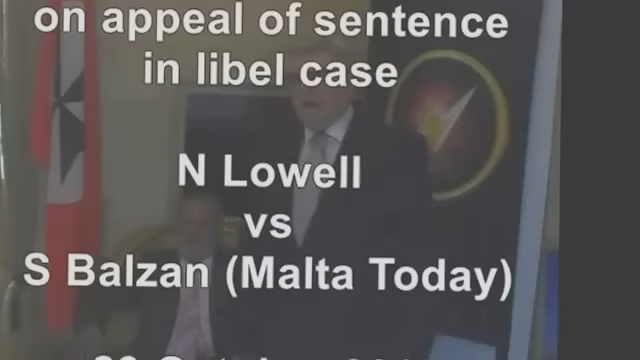 on appeal of sentence
in libel case
N Lowell
vs
S Balzan (Malta Today)